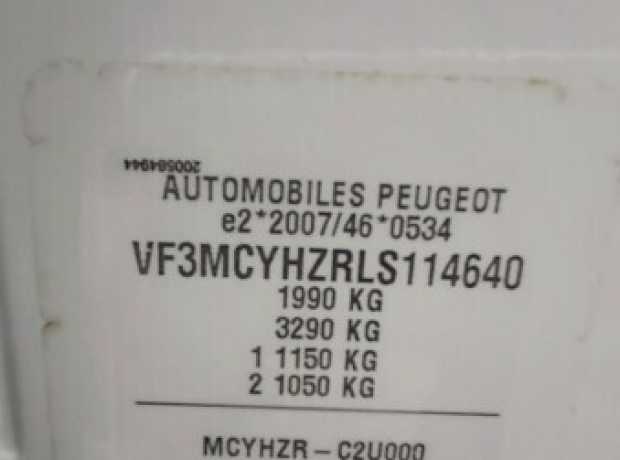 200584944
AUTOMOBILES PEUGEOT
e2*2007/46*0534
VF3MCYHZRLS114640
1990 KG
3290 KG
1 1150 KG
2 1050 KG
MCYHZR – C2U000